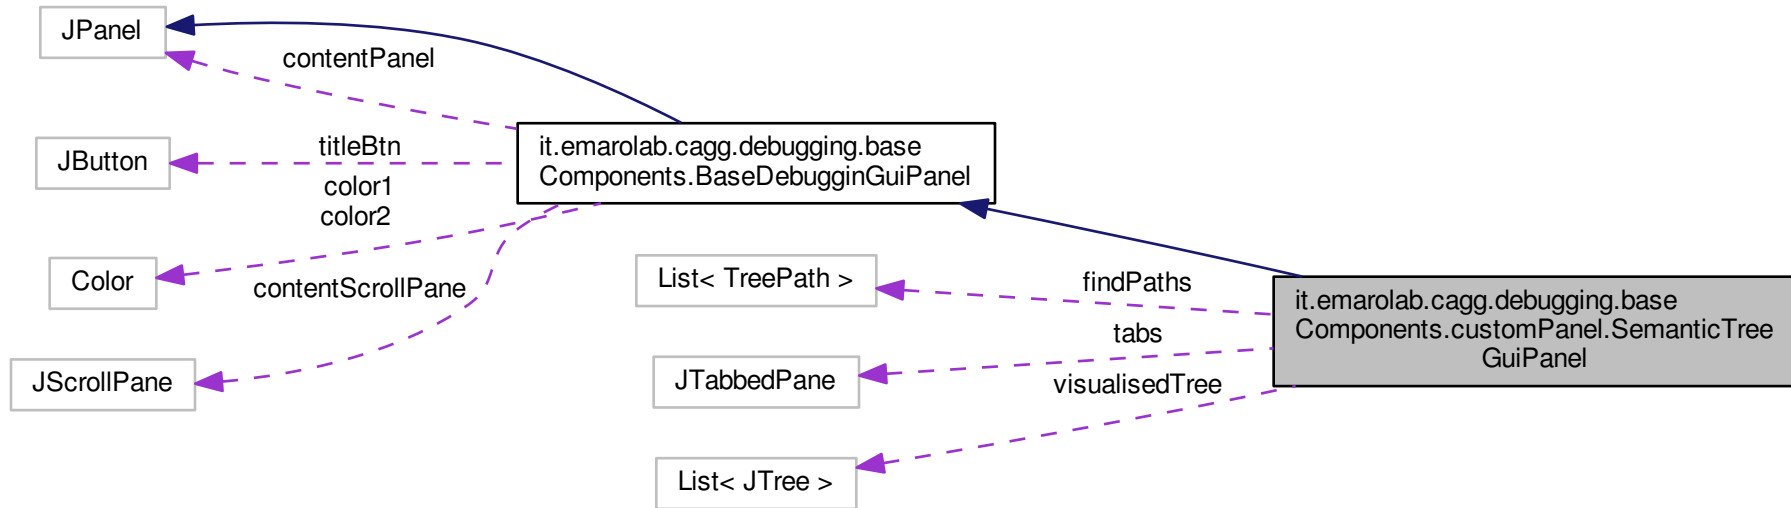 JPanel
contentPanel
JButton
titleBtn
it.emarolab.cagg.debugging.base
Components.BaseDebugginGuiPanel
color1
color2
Color
contentScrollPane
JScrollPane
List< TreePath >
findPaths
it.emarolab.cagg.debugging.base
Components.customPanel.SemanticTree
GuiPanel
tabs
JTabbedPane
visualisedTree
List< JTree >